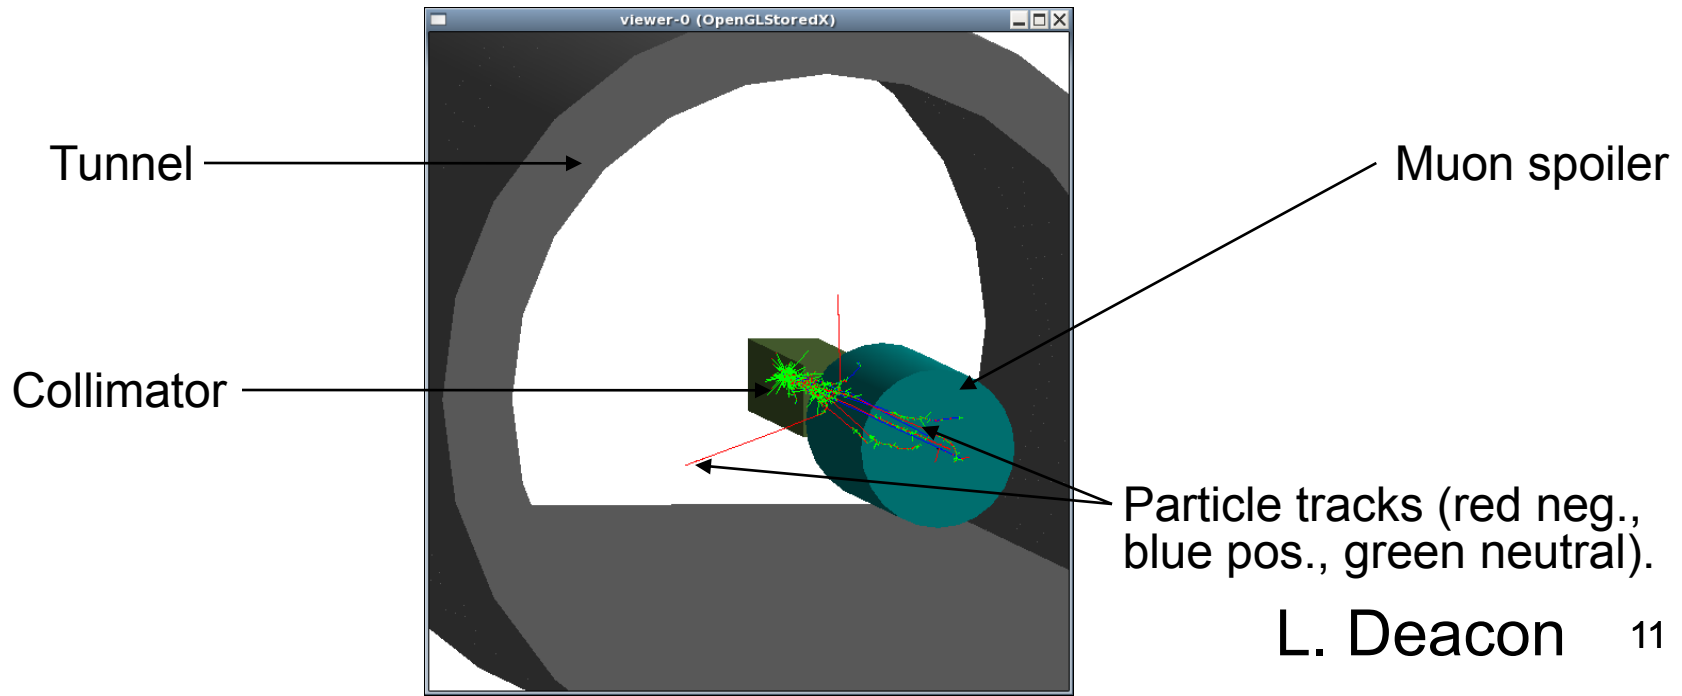 viewer-0 (OpenGLStoredX)
Tunnel
Muon spoiler
Collimator
Particle tracks (red neg.,
blue pos., green neutral).
L. Deacon 11